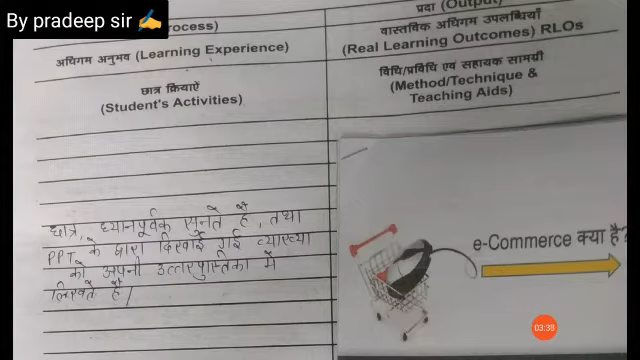 By pradeep sir ✍️
प्रदा (Output)
Process)
वास्तविक अधिगम उपलब्धियाँ
अधिगम अनुभव (Learning Experience)
(Real Learning Outcomes) RLOs
छात्र क्रियाऐं
(Student's Activities)
विधि/प्रविधि एवं सहायक सामग्री
(Method/Technique &
Teaching Aids)
छात्र, ध्यानपूर्वक सुनते है, तथा
PPT के द्वारा दिखाई गई व्याख्या
को अपनी उत्तरपुस्तिका में
लिखते है/
e-Commerce क्या है?
03:38